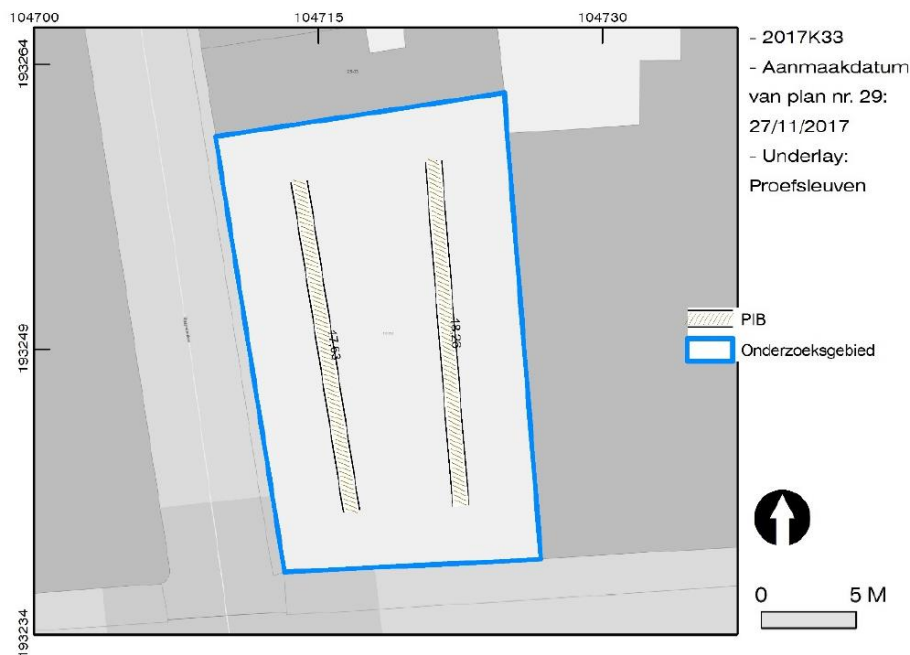 104700
104715
104730
193264
193249
193234
17,63
18,26
- 2017K33
- Aanmaakdatum
van plan nr. 29:
27/11/2017
- Underlay:
Proefsleuven
PIB
Onderzoeksgebied
0 5 M